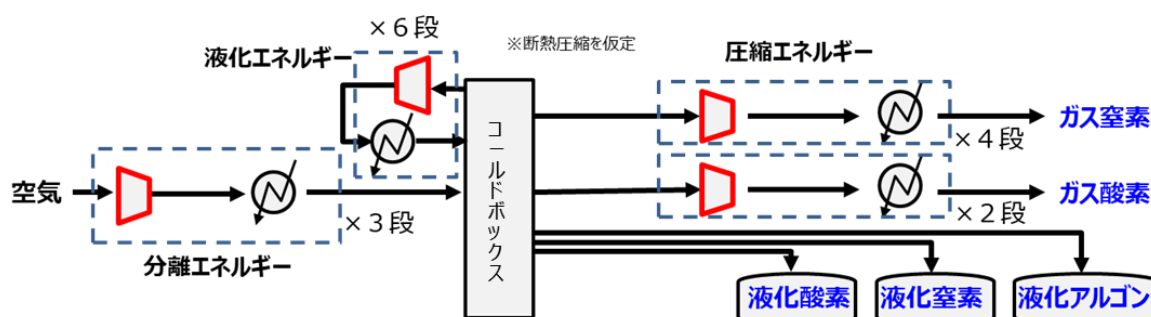 ×6段
液化エネルギー
※断熱圧縮を仮定
圧縮エネルギー
コールドボックス
ガス窒素
×4段
空気
ガス酸素
×3段
×2段
分離エネルギー
液化酸素
液化窒素
液化アルゴン